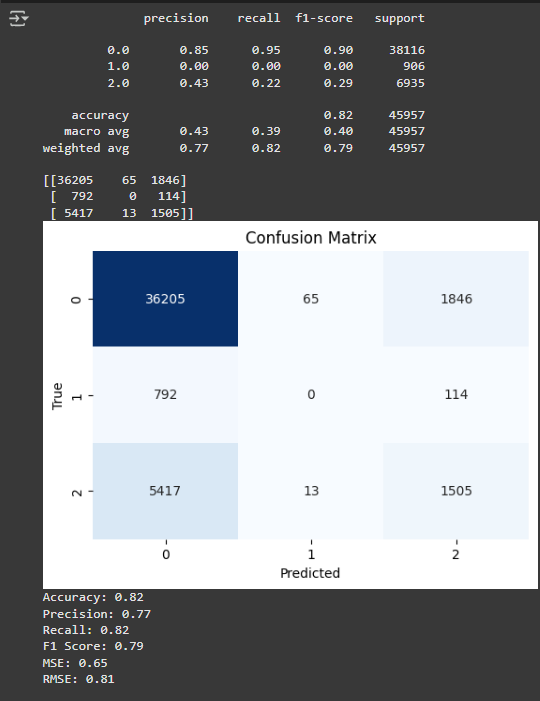 precision recall f1-score support
0.0 0.85 0.95 0.90 38116
1.0 0.00 0.00 0.00 906
2.0 0.43 0.22 0.29 6935
accuracy 0.82 45957
macro avg 0.43 0.39 0.40 45957
weighted avg 0.77 0.82 0.79 45957
[[36205 65 1846]
[ 792 0 114]
[ 5417 13 1505]]
Confusion Matrix
0 36205 65 1846
True
1 792 0 114
2 5417 13 1505
0 1 2
Predicted
Accuracy: 0.82
Precision: 0.77
Recall: 0.82
F1 Score: 0.79
MSE: 0.65
RMSE: 0.81